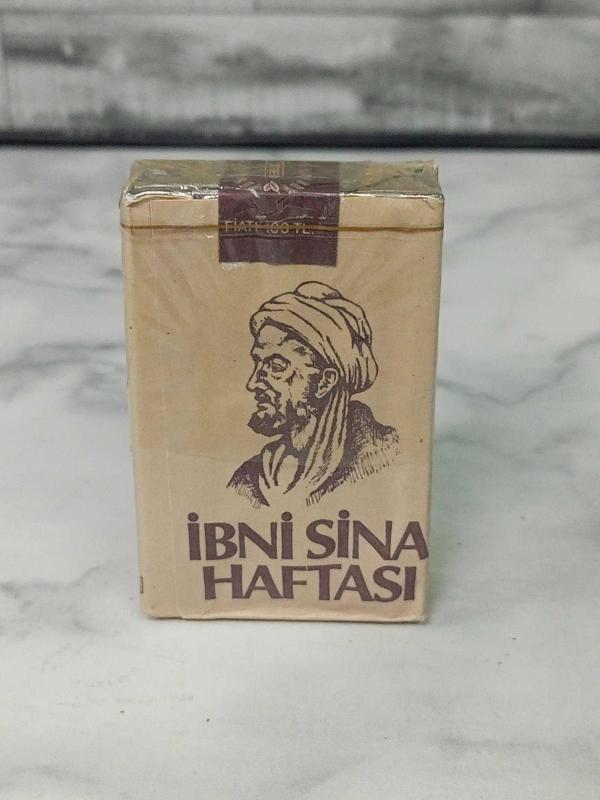 FİATI 100 TL.
İBNİ SİNA
HAFTASI